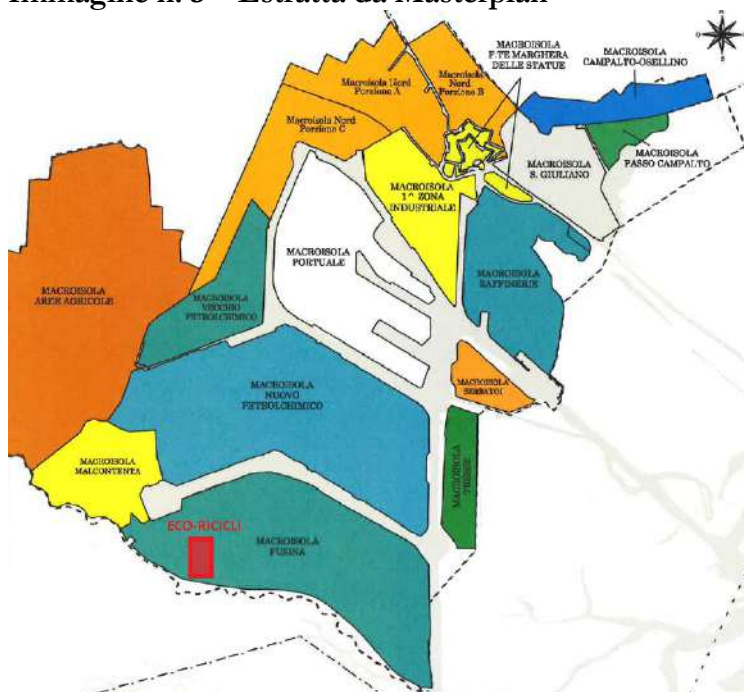 Immagine n. 3 – Estratta da Masterplan
MACROISOLA
P.TE MARGHERA
DELLE STATUE
MACROISOLA
CAMPALTO-OSELLINO
Macroisola Nord
Porzione A
Macroisola
Nord
Porzione B
Macroisola Nord
Porzione C
MACROISOLA
PASSO CAMPALTO
MACROISOLA
S. GIULIANO
MACROISOLA
1^ ZONA
INDUSTRIALE
MACROISOLA
PORTUALE
MACROISOLA
RAFFINERIE
MACROISOLA
AREE AGRICOLE
MACROISOLA
VECCHIO
PETROLCHIMICO
MACROISOLA
NUOVO
PETROLCHIMICO
MACROISOLA
SERBATOI
MACROISOLA
MALCONTENTA
MACROISOLA
TRESSE
ECO-RICICLI
MACROISOLA
FUSINA